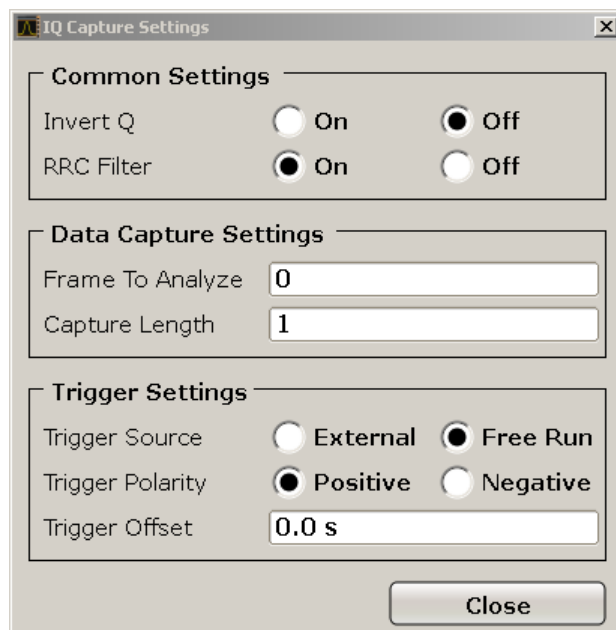 IQ Capture Settings
Common Settings
Invert Q On Off
RRC Filter On Off
Data Capture Settings
Frame To Analyze 0
Capture Length 1
Trigger Settings
Trigger Source External Free Run
Trigger Polarity Positive Negative
Trigger Offset 0.0 s
Close